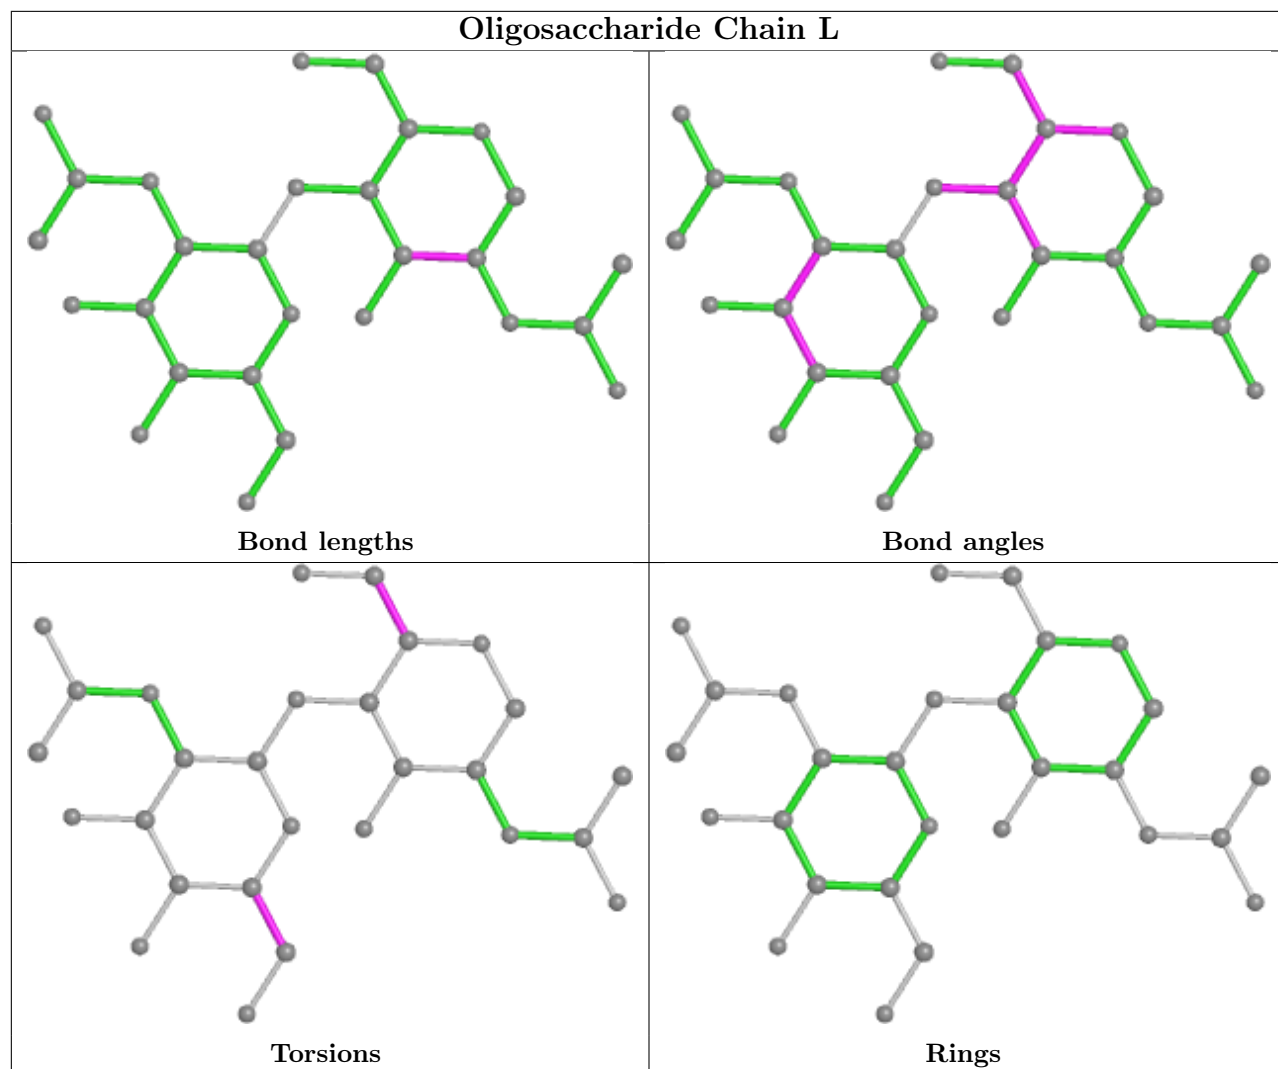 Oligosaccharide Chain L
Bond lengths
Bond angles
Torsions
Rings